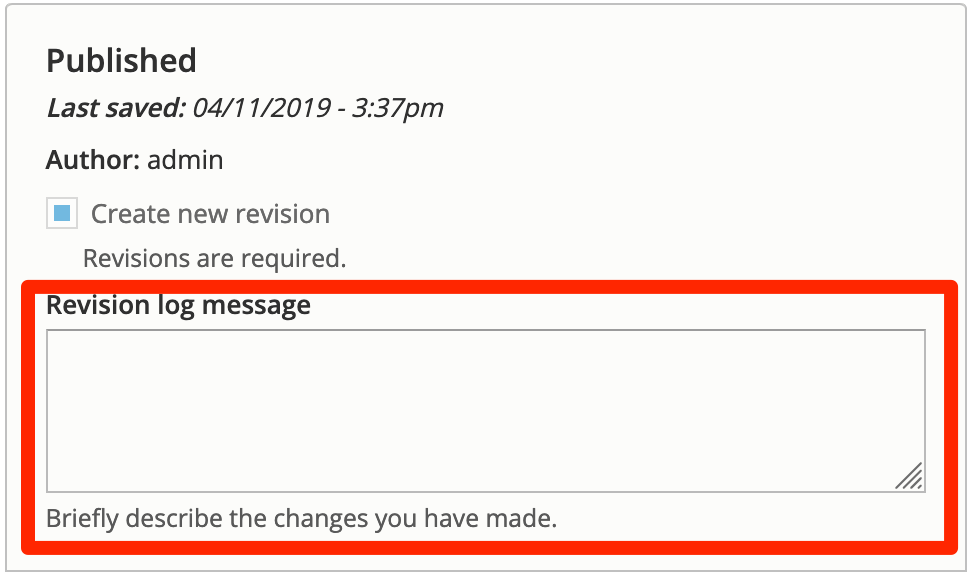 Published
Last saved: 04/11/2019 - 3:37pm
Author: admin
Create new revision
Revisions are required.
Revision log message
Briefly describe the changes you have made.